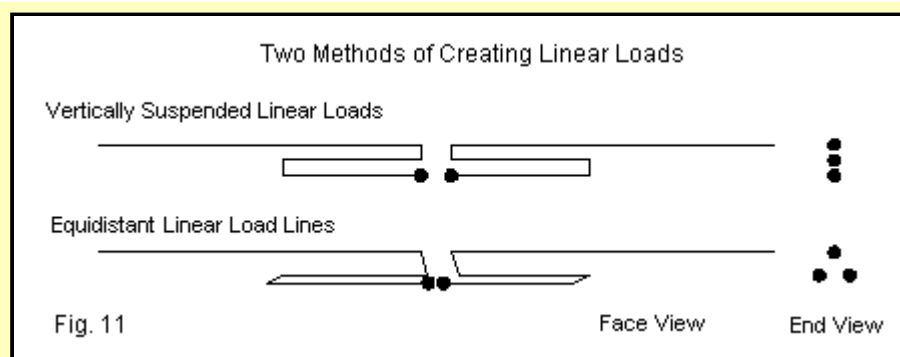 Two Methods of Creating Linear Loads
Vertically Suspended Linear Loads
Equidistant Linear Load Lines
Fig. 11
Face View
End View